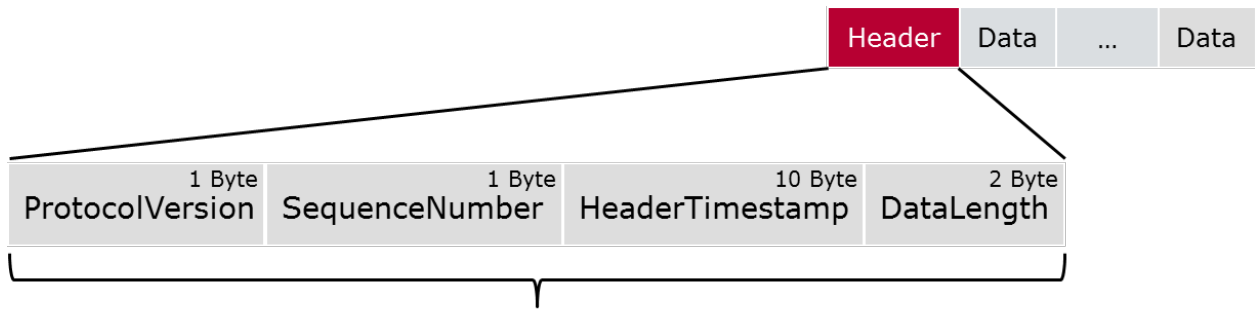 Header Data ... Data
1 Byte 1 Byte 10 Byte 2 Byte
ProtocolVersion SequenceNumber HeaderTimestamp DataLength